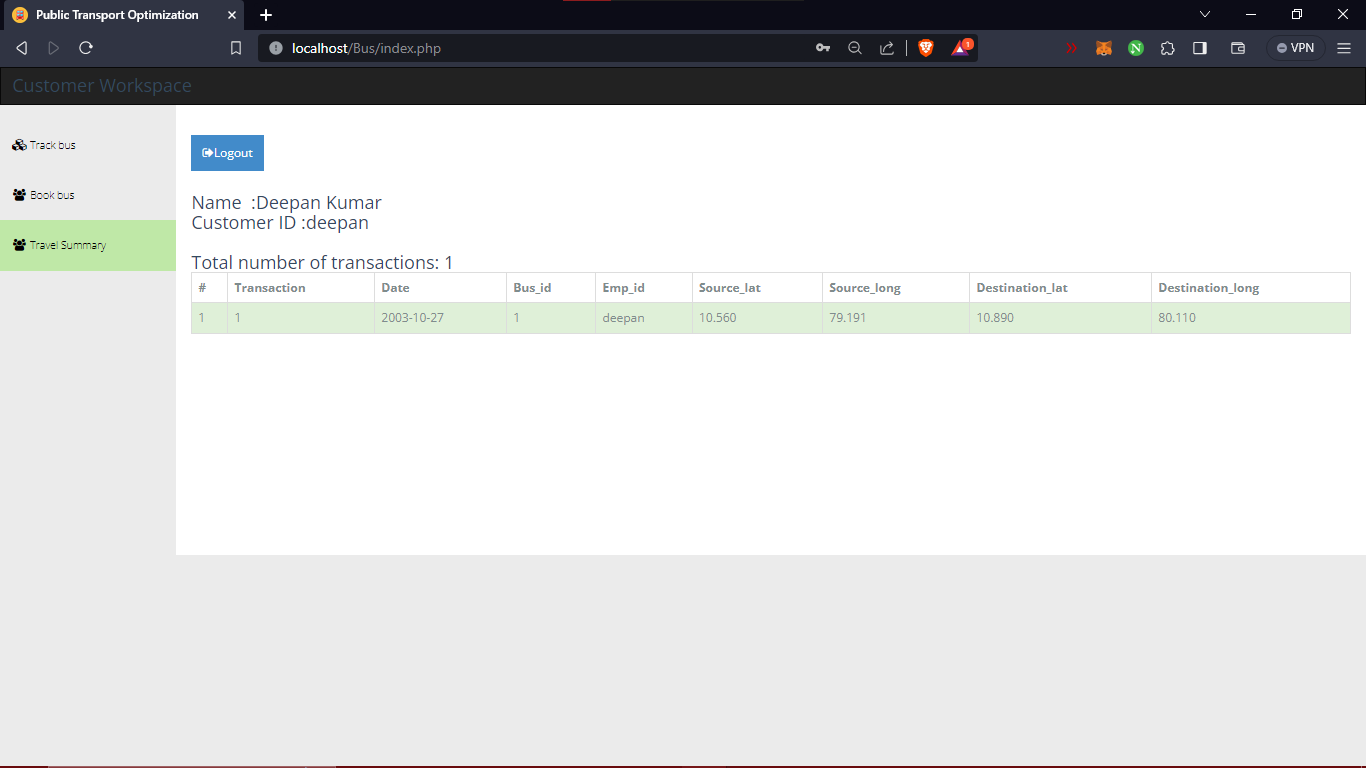 Public Transport Optimization
localhost/Bus/index.php
1
VPN
Customer Workspace
Track bus
Book bus
Travel Summary
Logout
Name :Deepan Kumar
Customer ID :deepan
Total number of transactions: 1
# Transaction Date Bus_id Emp_id Source_lat Source_long Destination_lat Destination_long
1 1 2003-10-27 1 deepan 10.560 79.191 10.890 80.110